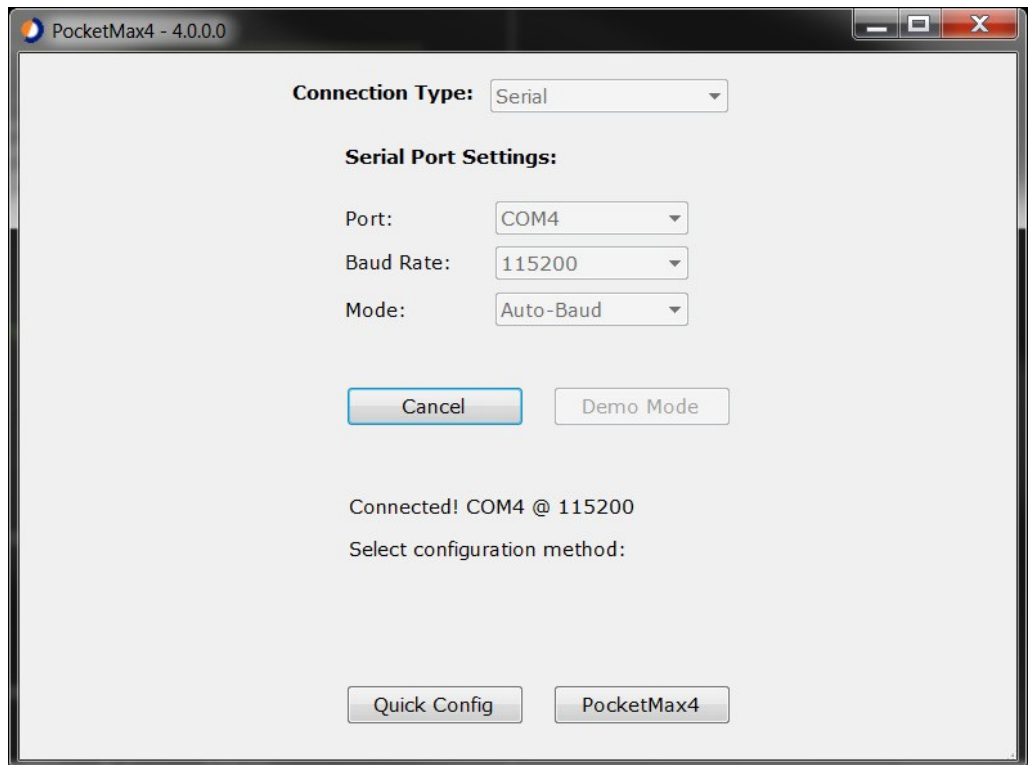 PocketMax4 - 4.0.0.0
Connection Type: Serial
Serial Port Settings:
Port: COM4
Baud Rate: 115200
Mode: Auto-Baud
Cancel Demo Mode
Connected! COM4 @ 115200
Select configuration method:
Quick Config PocketMax4